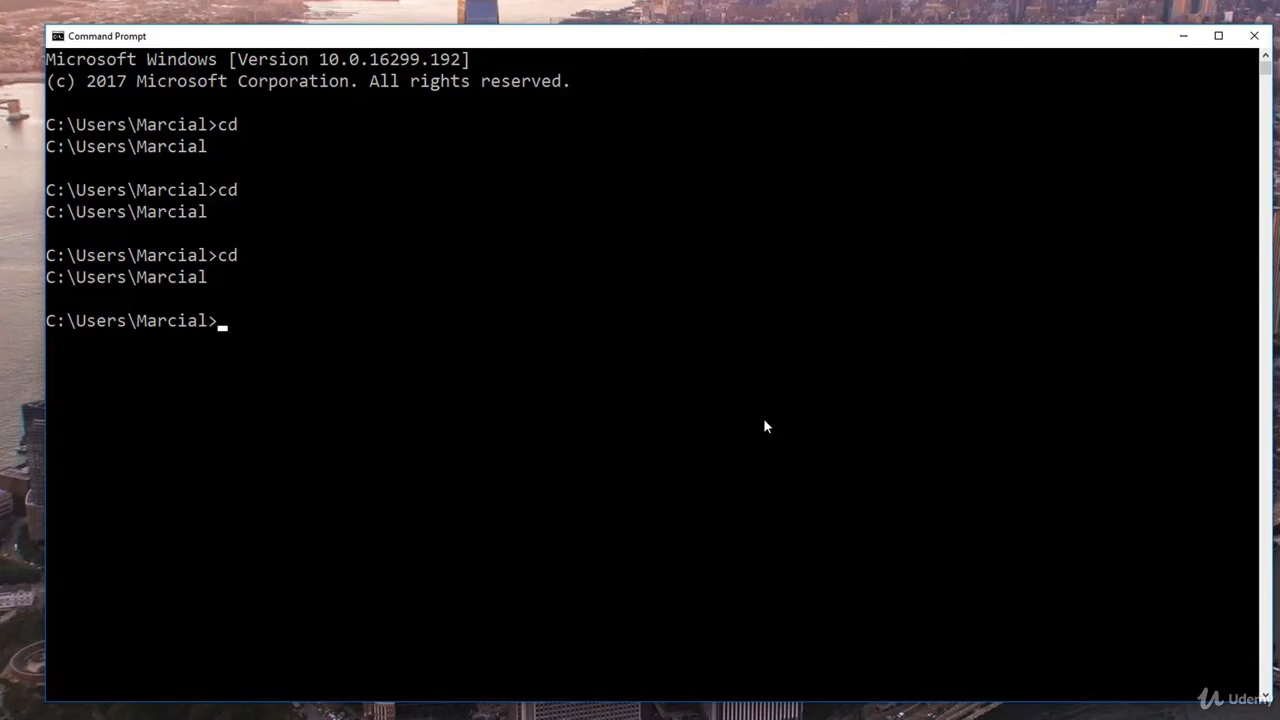 Command Prompt
Microsoft Windows [Version 10.0.16299.192]
(c) 2017 Microsoft Corporation. All rights reserved.
C:\Users\Marcial>cd
C:\Users\Marcial
C:\Users\Marcial>cd
C:\Users\Marcial
C:\Users\Marcial>cd
C:\Users\Marcial
C:\Users\Marcial>
Udemy